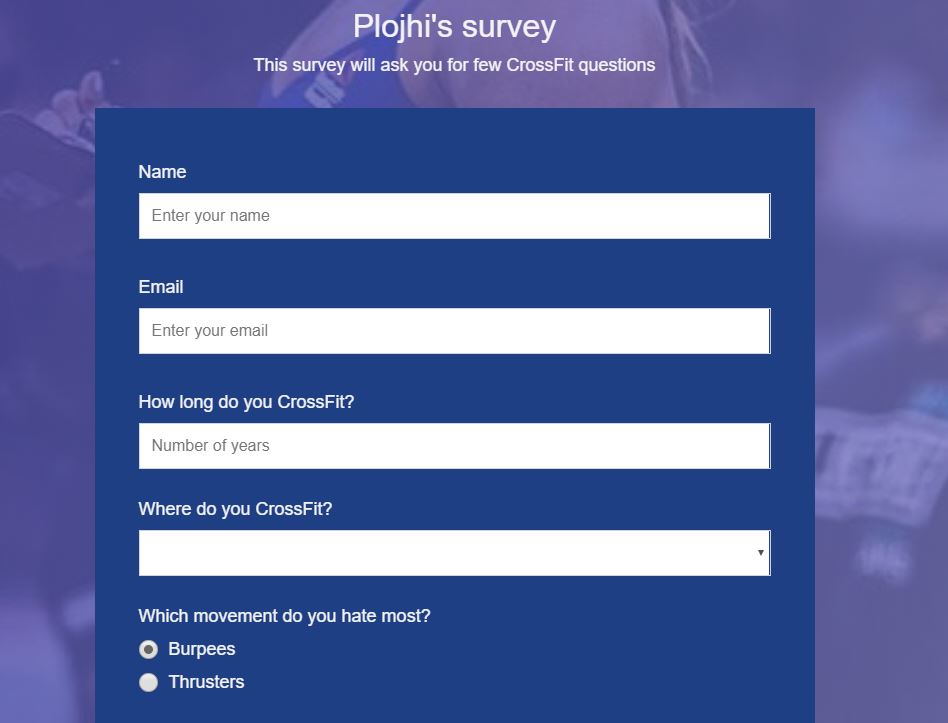 Plojhi's survey
This survey will ask you for few CrossFit questions
Name
Enter your name
Email
Enter your email
How long do you CrossFit?
Number of years
Where do you CrossFit?
Which movement do you hate most?
Burpees
Thrusters